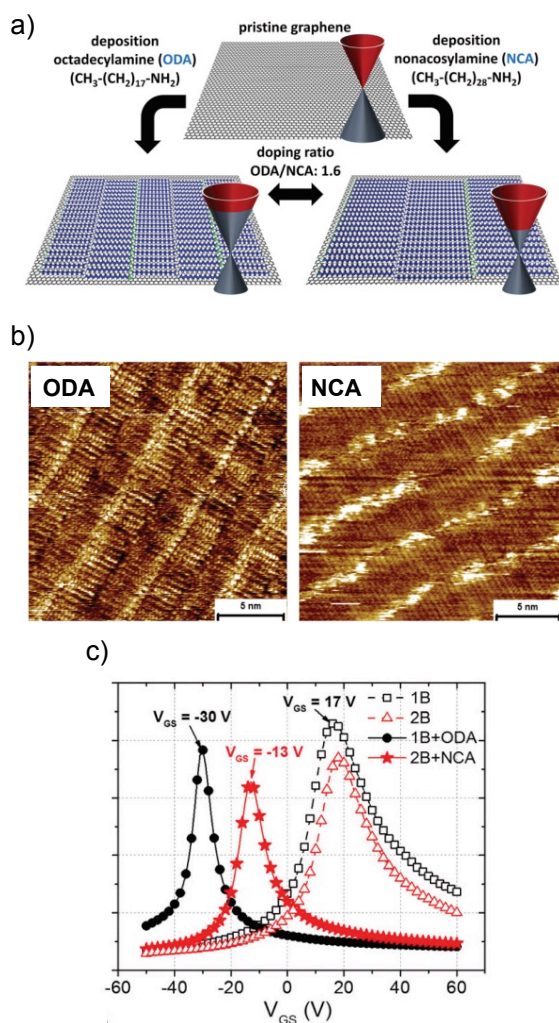 a)
pristine graphene
deposition
octadecylamine (ODA)
(CH3-(CH2)17-NH2)
deposition
nonacosylamine (NCA)
(CH3-(CH2)28-NH2)
doping ratio
ODA/NCA: 1.6
b)
ODA
NCA
5 nm
5 nm
c)
VGS = -30 V
VGS = -13 V
VGS = 17 V
1B
2B
1B+ODA
2B+NCA
-60 -40 -20 0 20 40 60
VGS (V)